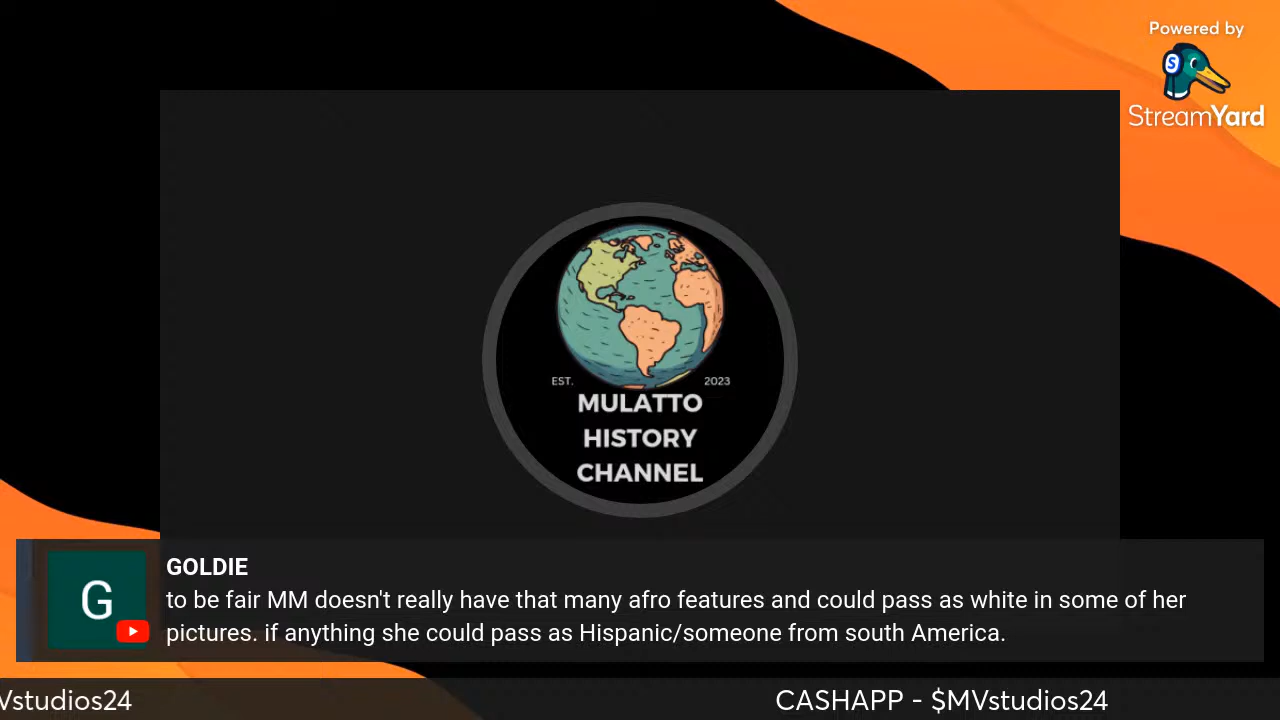 Powered by
S
StreamYard
EST. 2023
MULATTO
HISTORY
CHANNEL
G
GOLDIE
to be fair MM doesn't really have that many afro features and could pass as white in some of her
pictures. if anything she could pass as Hispanic/someone from south America.
Vstudios24 CASHAPP - $MVstudios24